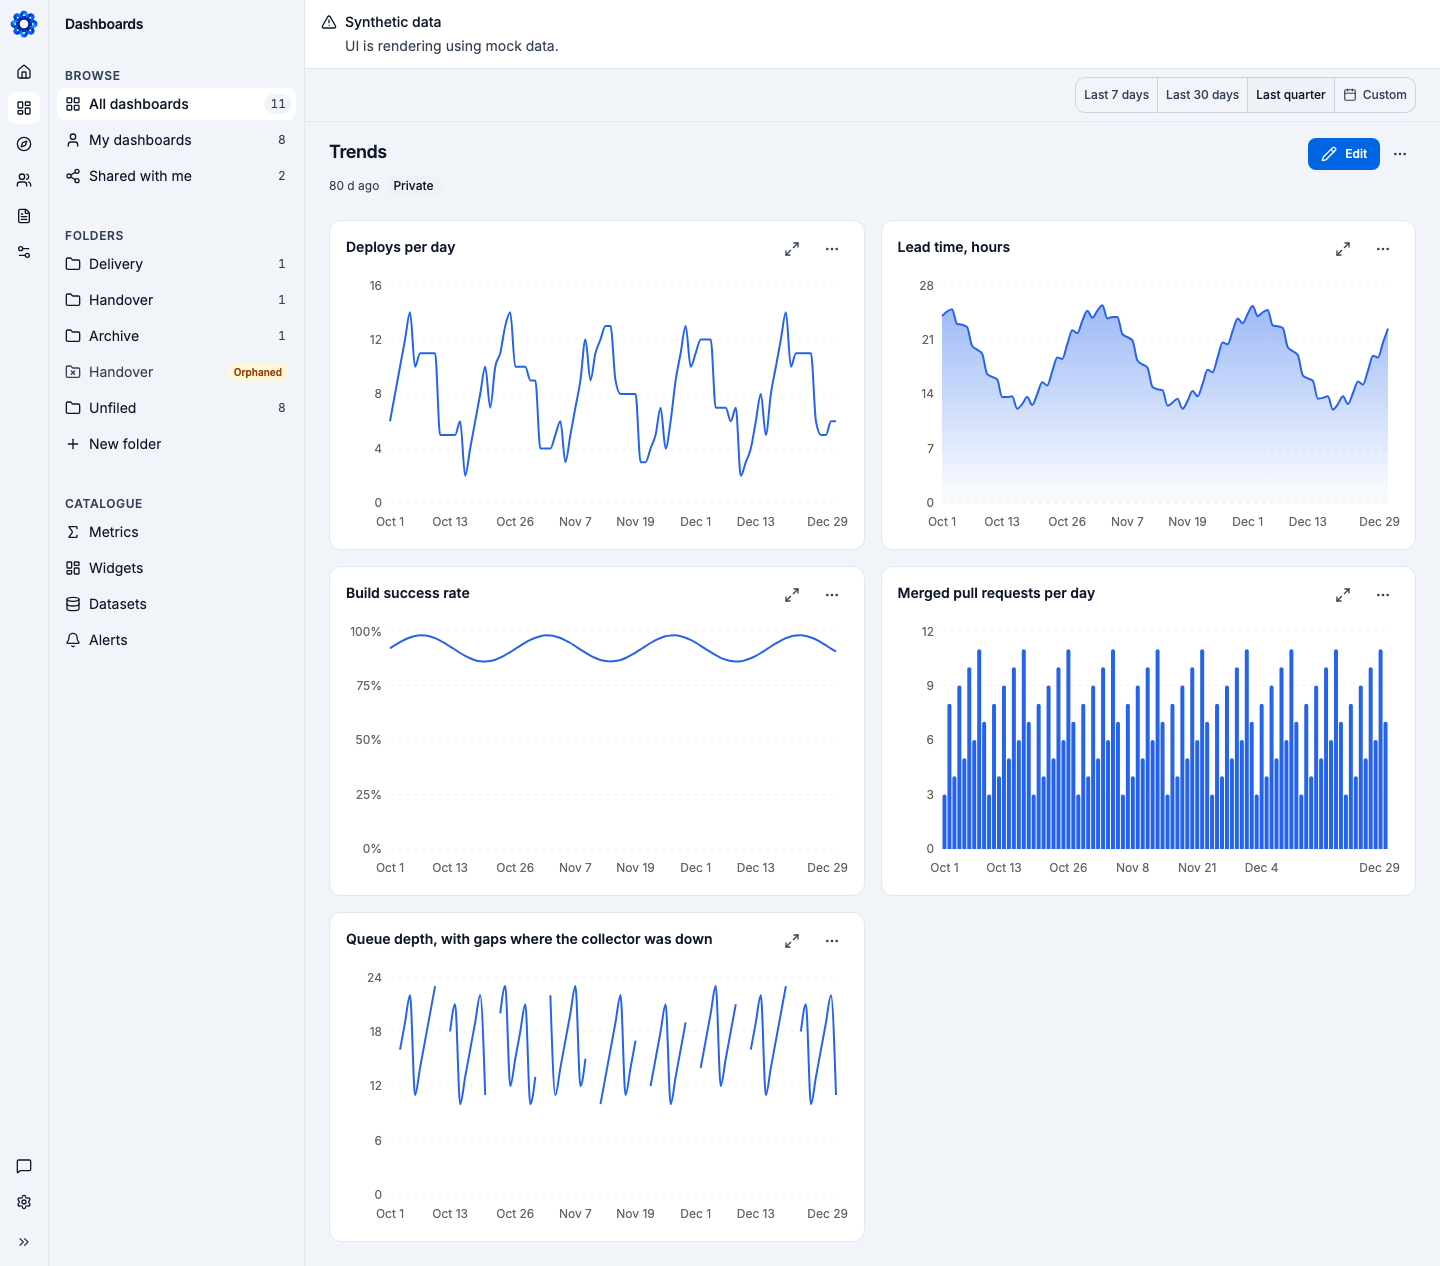 Dashboards
BROWSE
All dashboards 11
My dashboards 8
Shared with me 2
FOLDERS
Delivery 1
Handover 1
Archive 1
Handover Orphaned
Unfiled 8
New folder
CATALOGUE
Metrics
Widgets
Datasets
Alerts
Synthetic data
UI is rendering using mock data.
Last 7 days Last 30 days Last quarter Custom
Trends
Edit
80 d ago Private
Deploys per day
16
12
8
4
0
Oct 1 Oct 13 Oct 26 Nov 7 Nov 19 Dec 1 Dec 13 Dec 29
Lead time, hours
28
21
14
7
0
Oct 1 Oct 13 Oct 26 Nov 7 Nov 19 Dec 1 Dec 13 Dec 29
Build success rate
100%
75%
50%
25%
0%
Oct 1 Oct 13 Oct 26 Nov 7 Nov 19 Dec 1 Dec 13 Dec 29
Merged pull requests per day
12
9
6
3
0
Oct 1 Oct 13 Oct 26 Nov 8 Nov 21 Dec 4 Dec 29
Queue depth, with gaps where the collector was down
24
18
12
6
0
Oct 1 Oct 13 Oct 26 Nov 7 Nov 19 Dec 1 Dec 13 Dec 29